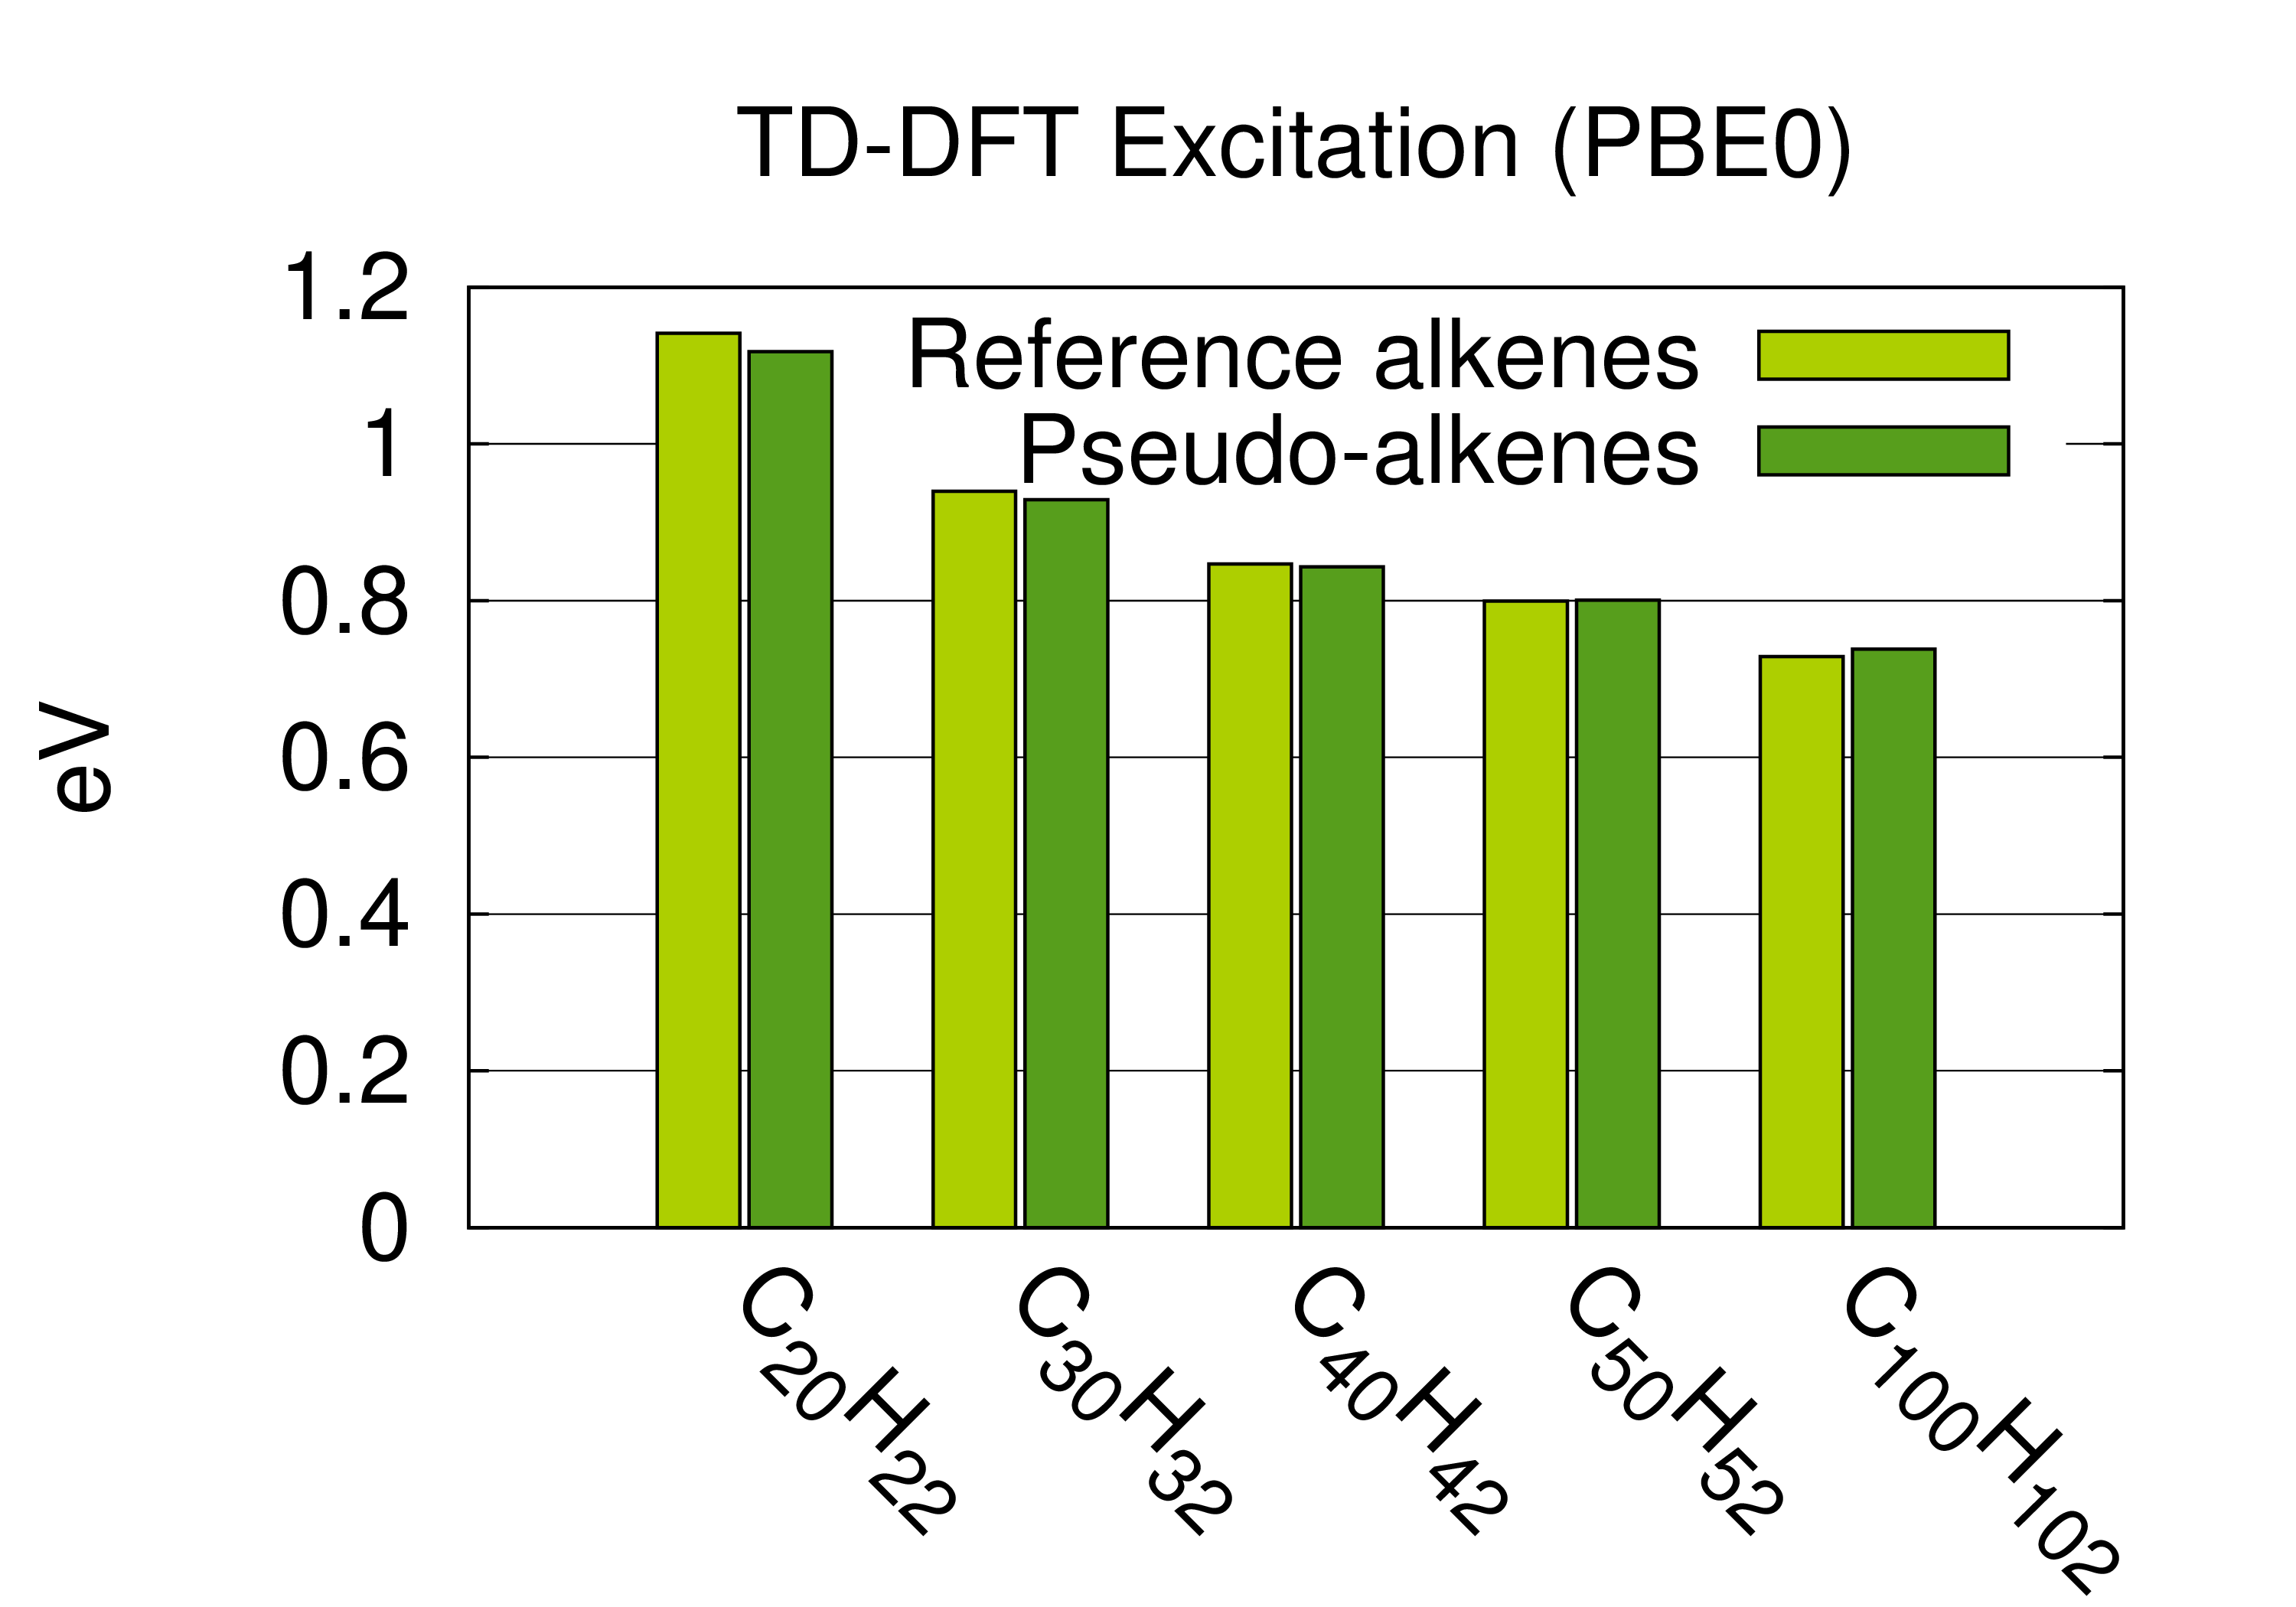 TD-DFT Excitation (PBE0)
1.2
Reference alkenes
1
Pseudo-alkenes
0.8
0.6
eV
0.4
0.2
0
C₂₀H₂₂
C₃₀H₃₂
C₄₀H₄₂
C₅₀H₅₂
C₁₀₀H₁₀₂